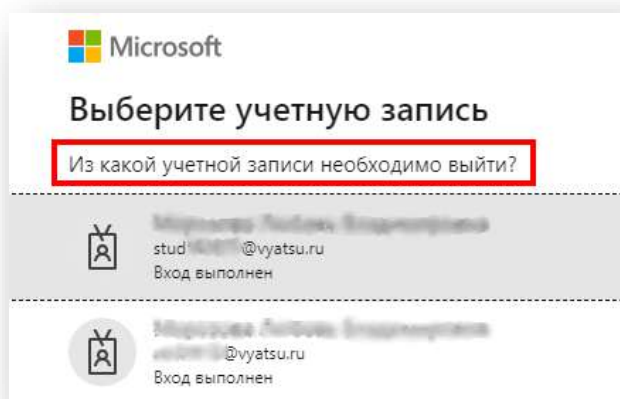 Microsoft
Выберите учетную запись
Из какой учетной записи необходимо выйти?
stud @vyatsu.ru
Вход выполнен
@vyatsu.ru
Вход выполнен